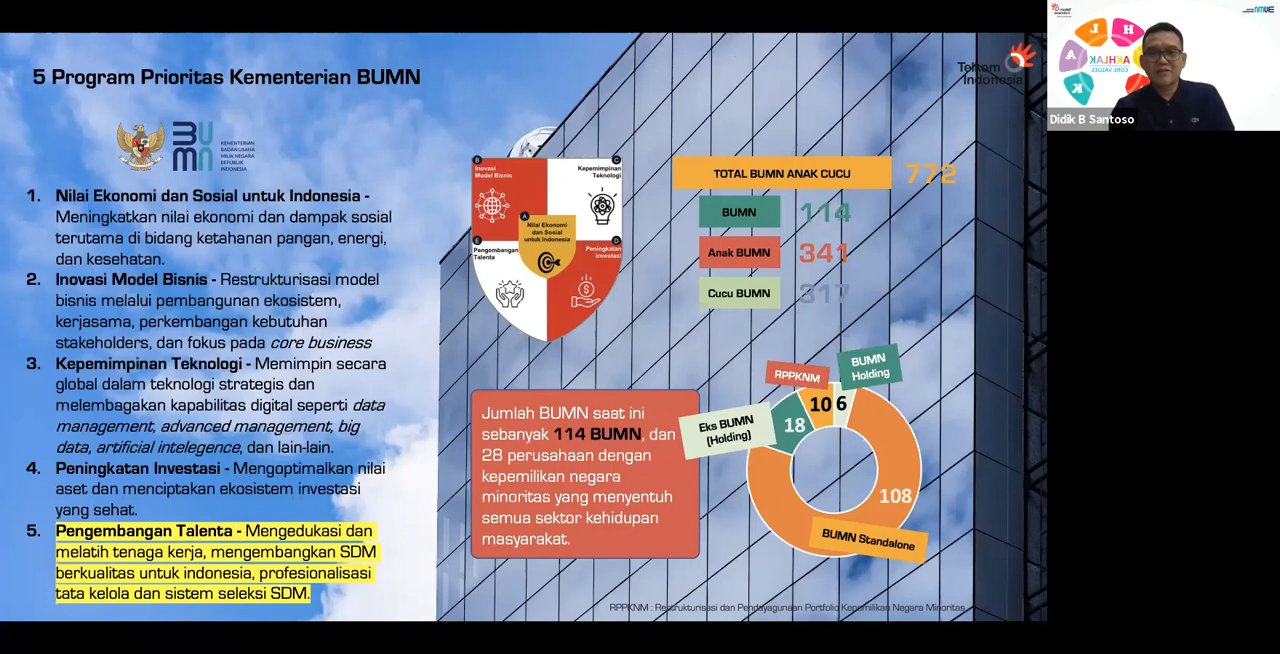 5 Program Prioritas Kementerian BUMN
Telkom
Indonesia
BUMN
KEMENTERIAN
BADAN USAHA
MILIK NEGARA
REPUBLIK
INDONESIA
1. Nilai Ekonomi dan Sosial untuk Indonesia -
Meningkatkan nilai ekonomi dan dampak sosial
terutama di bidang ketahanan pangan, energi,
dan kesehatan.
2. Inovasi Model Bisnis - Restrukturisasi model
bisnis melalui pembangunan ekosistem,
kerjasama, perkembangan kebutuhan
stakeholders, dan fokus pada core business
3. Kepemimpinan Teknologi - Memimpin secara
global dalam teknologi strategis dan
melembagakan kapabilitas digital seperti data
management, advanced management, big
data, artificial intelegence, dan lain-lain.
4. Peningkatan Investasi - Mengoptimalkan nilai
aset dan menciptakan ekosistem investasi
yang sehat.
5. Pengembangan Talenta - Mengedukasi dan
melatih tenaga kerja, mengembangkan SDM
berkualitas untuk indonesia, profesionalisasi
tata kelola dan sistem seleksi SDM.
B
Inovasi
Model Bisnis
C
Kepemimpinan
Teknologi
A
Nilai Ekonomi
dan Sosial
untuk Indonesia
E
Pengembangan
Talenta
D
Peningkatan
Investasi
TOTAL BUMN ANAK CUCU 772
BUMN 114
Anak BUMN 341
Cucu BUMN 317
Jumlah BUMN saat ini
sebanyak 114 BUMN, dan
28 perusahaan dengan
kepemilikan negara
minoritas yang menyentuh
semua sektor kehidupan
masyarakat.
RPPKNM
BUMN
Holding
Eks BUMN
(Holding)
10
6
18
108
BUMN Standalone
RPPKNM : Restrukturisasi dan Pendayagunaan Portfolio Kepemilikan Negara Minoritas
J
H
A
K
AKHLAK
CORE VALUES
Didik B Santoso